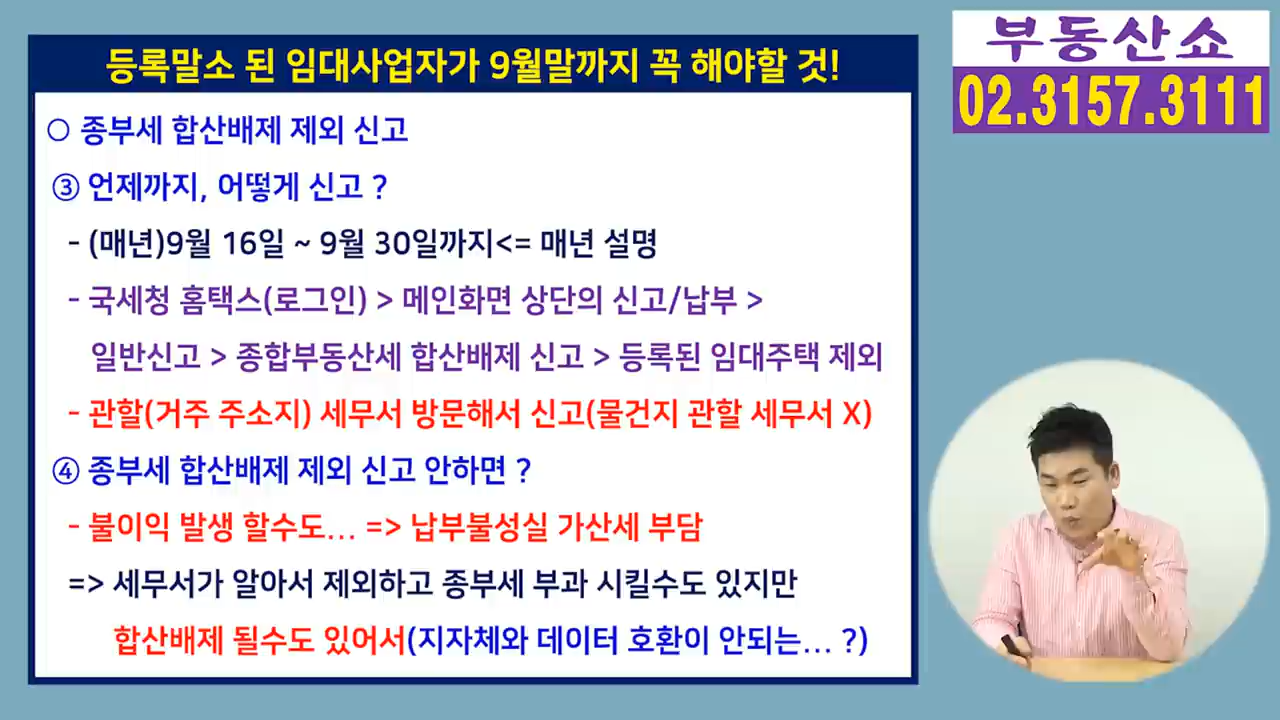 등록말소 된 임대사업자가 9월말까지 꼭 해야할 것!
○ 종부세 합산배제 제외 신고
③ 언제까지, 어떻게 신고 ?
- (매년)9월 16일 ~ 9월 30일까지<= 매년 설명
- 국세청 홈택스(로그인) > 메인화면 상단의 신고/납부 >
일반신고 > 종합부동산세 합산배제 신고 > 등록된 임대주택 제외
- 관할(거주 주소지) 세무서 방문해서 신고(물건지 관할 세무서 X)
④ 종부세 합산배제 제외 신고 안하면 ?
- 불이익 발생 할수도... => 납부불성실 가산세 부담
=> 세무서가 알아서 제외하고 종부세 부과 시킬수도 있지만
합산배제 될수도 있어서(지자체와 데이터 호환이 안되는... ?)
부동산쇼
02.3157.3111